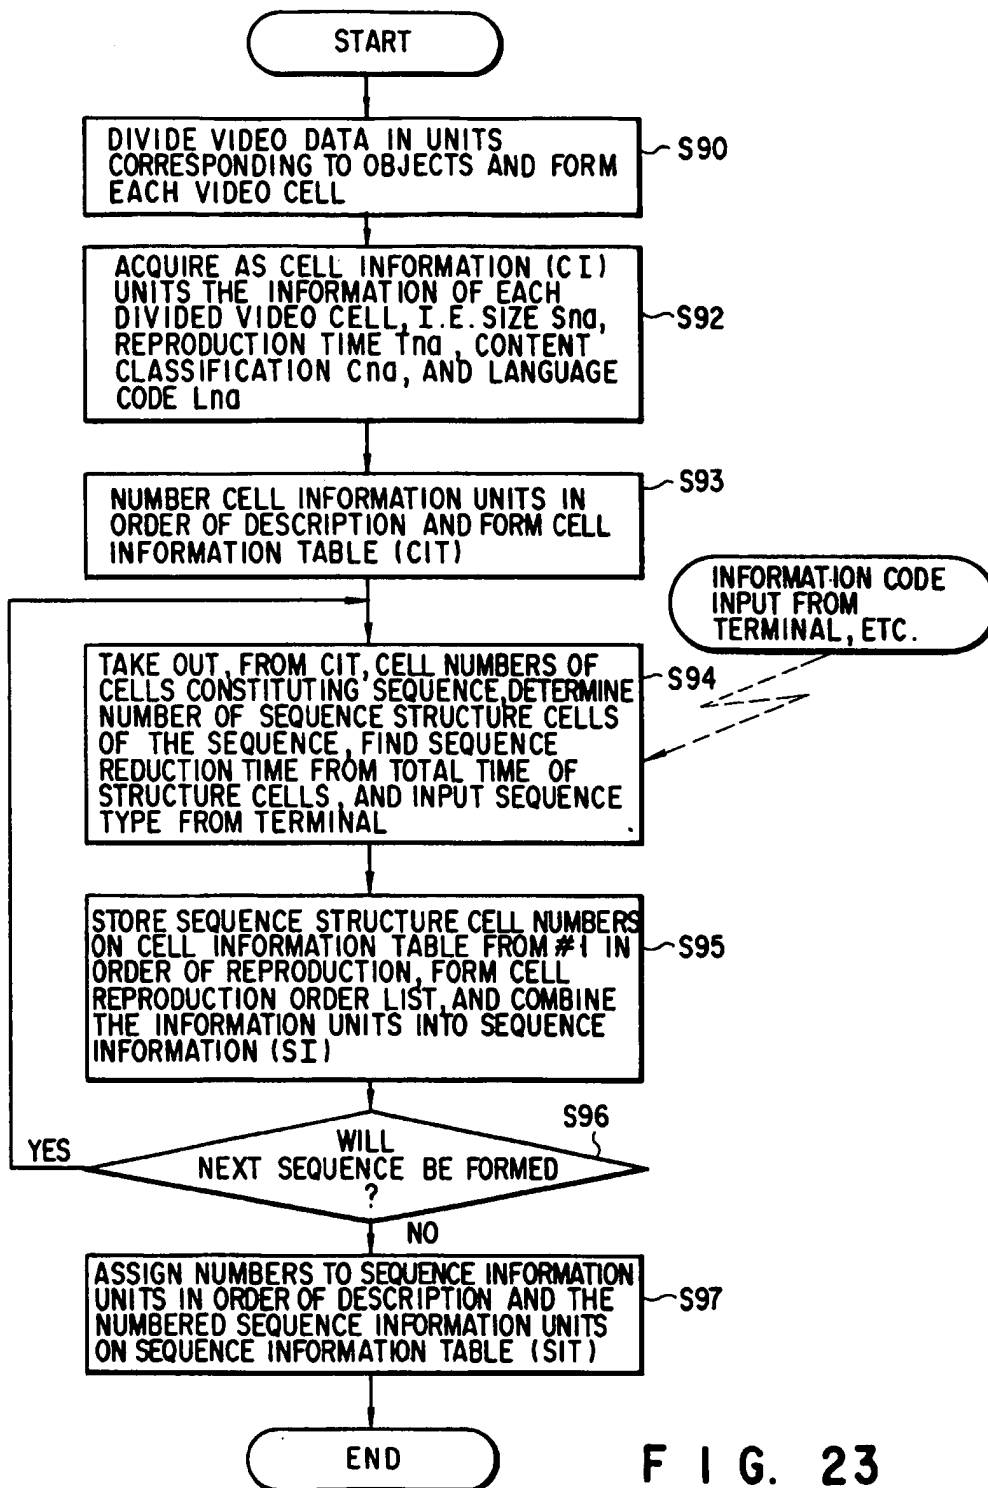 START
DIVIDE VIDEO DATA IN UNITS
CORRESPONDING TO OBJECTS AND FORM
EACH VIDEO CELL
S90
ACQUIRE AS CELL INFORMATION (CI)
UNITS THE INFORMATION OF EACH
DIVIDED VIDEO CELL, I.E. SIZE Sna,
REPRODUCTION TIME Tna, CONTENT
CLASSIFICATION Cna, AND LANGUAGE
CODE Lna
S92
NUMBER CELL INFORMATION UNITS IN
ORDER OF DESCRIPTION AND FORM CELL
INFORMATION TABLE (CIT)
S93
INFORMATION CODE
INPUT FROM
TERMINAL, ETC.
TAKE OUT, FROM CIT, CELL NUMBERS OF
CELLS CONSTITUTING SEQUENCE, DETERMINE
NUMBER OF SEQUENCE STRUCTURE CELLS
OF THE SEQUENCE, FIND SEQUENCE
REDUCTION TIME FROM TOTAL TIME OF
STRUCTURE CELLS, AND INPUT SEQUENCE
TYPE FROM TERMINAL
S94
STORE SEQUENCE STRUCTURE CELL NUMBERS
ON CELL INFORMATION TABLE FROM #1 IN
ORDER OF REPRODUCTION, FORM CELL
REPRODUCTION ORDER LIST, AND COMBINE
THE INFORMATION UNITS INTO SEQUENCE
INFORMATION (SI)
S95
S96
YES
WILL
NEXT SEQUENCE BE FORMED
?
NO
ASSIGN NUMBERS TO SEQUENCE INFORMATION
UNITS IN ORDER OF DESCRIPTION AND THE
NUMBERED SEQUENCE INFORMATION UNITS
ON SEQUENCE INFORMATION TABLE (SIT)
S97
END
FIG. 23